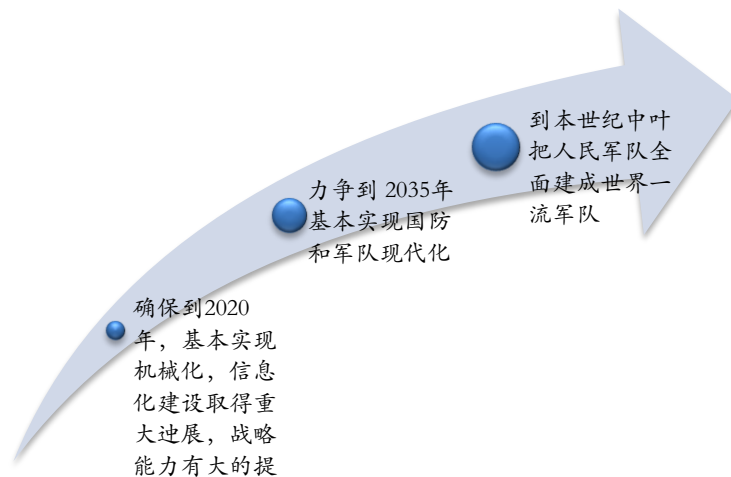 确保到2020
年，基本实现
机械化，信息
化建设取得重
大进展，战略
能力有大的提
力争到 2035年
基本实现国防
和军队现代化
到本世纪中叶
把人民军队全
面建成世界一
流军队